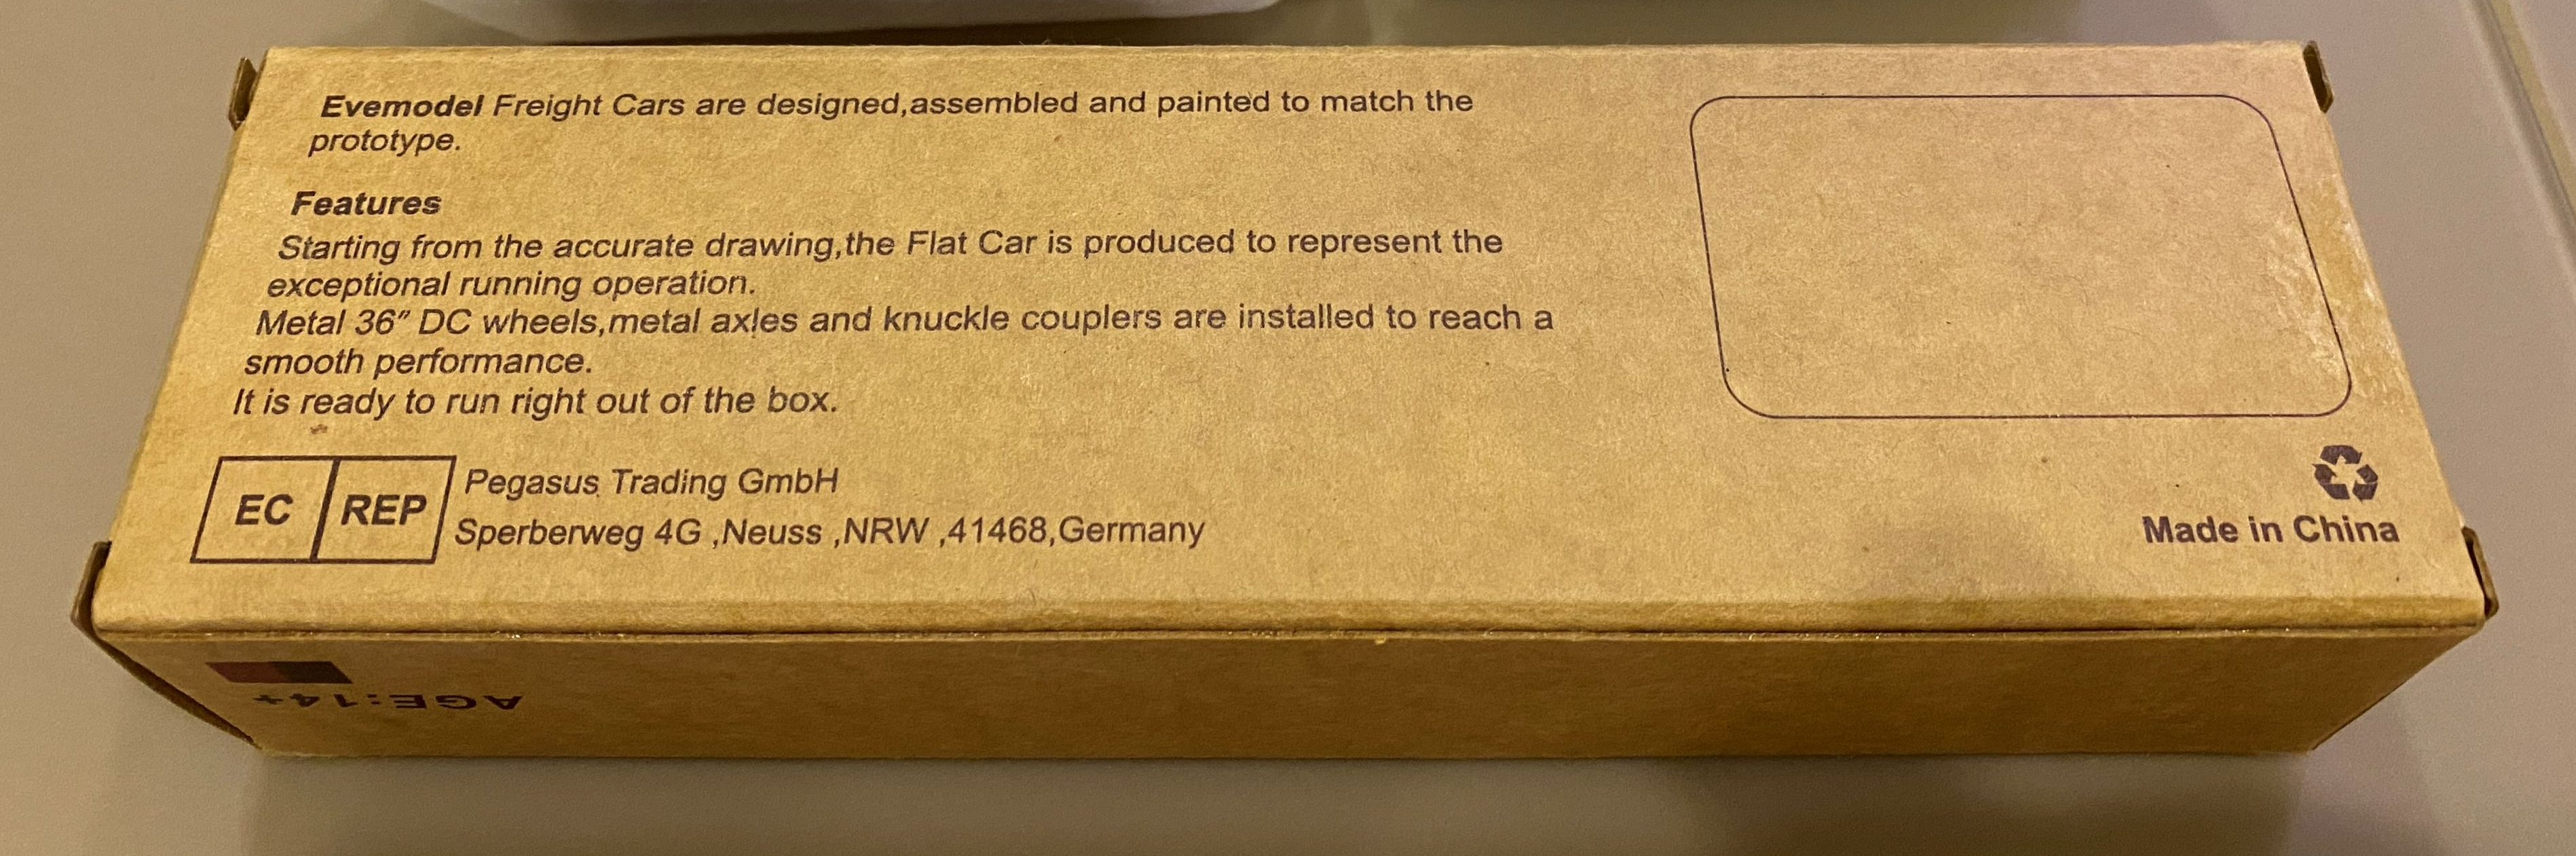 Evemodel Freight Cars are designed,assembled and painted to match the
prototype.
Features
Starting from the accurate drawing,the Flat Car is produced to represent the
exceptional running operation.
Metal 36″ DC wheels,metal axles and knuckle couplers are installed to reach a
smooth performance.
It is ready to run right out of the box.
EC REP
Pegasus Trading GmbH
Sperberweg 4G ,Neuss ,NRW ,41468,Germany
Made in China
AGE:14+